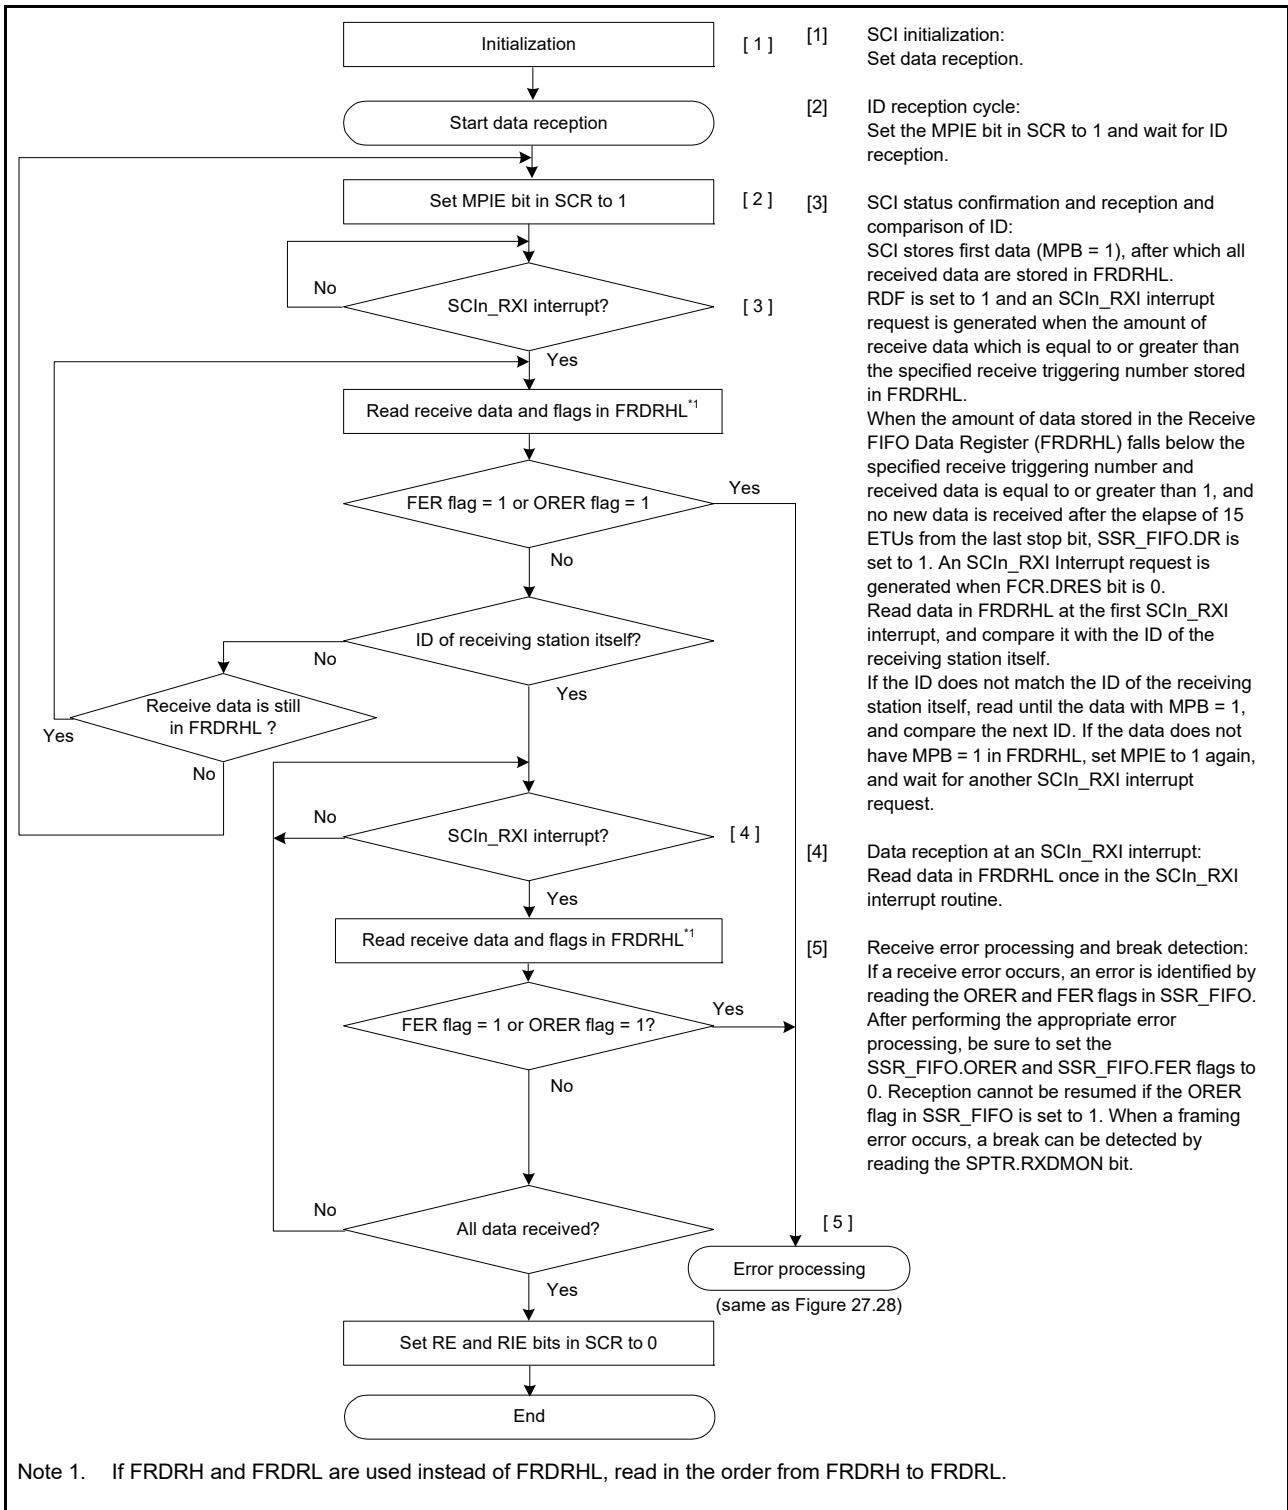 Initialization
[ 1 ]
Start data reception
Set MPIE bit in SCR to 1
[ 2 ]
No
SCIn_RXI interrupt?
[ 3 ]
Yes
Read receive data and flags in FRDRHL*1
FER flag = 1 or ORER flag = 1
Yes
No
ID of receiving station itself?
No
Yes
Receive data is still
in FRDRHL ?
Yes
No
No
SCIn_RXI interrupt?
[ 4 ]
Yes
Read receive data and flags in FRDRHL*1
FER flag = 1 or ORER flag = 1?
Yes
No
No
All data received?
Yes
[ 5 ]
Error processing
(same as Figure 27.28)
Set RE and RIE bits in SCR to 0
End
[1] SCI initialization:
Set data reception.
[2] ID reception cycle:
Set the MPIE bit in SCR to 1 and wait for ID
reception.
[3] SCI status confirmation and reception and
comparison of ID:
SCI stores first data (MPB = 1), after which all
received data are stored in FRDRHL.
RDF is set to 1 and an SCIn_RXI interrupt
request is generated when the amount of
receive data which is equal to or greater than
the specified receive triggering number stored
in FRDRHL.
When the amount of data stored in the Receive
FIFO Data Register (FRDRHL) falls below the
specified receive triggering number and
received data is equal to or greater than 1, and
no new data is received after the elapse of 15
ETUs from the last stop bit, SSR_FIFO.DR is
set to 1. An SCIn_RXI Interrupt request is
generated when FCR.DRES bit is 0.
Read data in FRDRHL at the first SCIn_RXI
interrupt, and compare it with the ID of the
receiving station itself.
If the ID does not match the ID of the receiving
station itself, read until the data with MPB = 1,
and compare the next ID. If the data does not
have MPB = 1 in FRDRHL, set MPIE to 1 again,
and wait for another SCIn_RXI interrupt
request.
[4] Data reception at an SCIn_RXI interrupt:
Read data in FRDRHL once in the SCIn_RXI
interrupt routine.
[5] Receive error processing and break detection:
If a receive error occurs, an error is identified by
reading the ORER and FER flags in SSR_FIFO.
After performing the appropriate error
processing, be sure to set the
SSR_FIFO.ORER and SSR_FIFO.FER flags to
0. Reception cannot be resumed if the ORER
flag in SSR_FIFO is set to 1. When a framing
error occurs, a break can be detected by
reading the SPTR.RXDMON bit.
Note 1. If FRDRH and FRDRL are used instead of FRDRHL, read in the order from FRDRH to FRDRL.